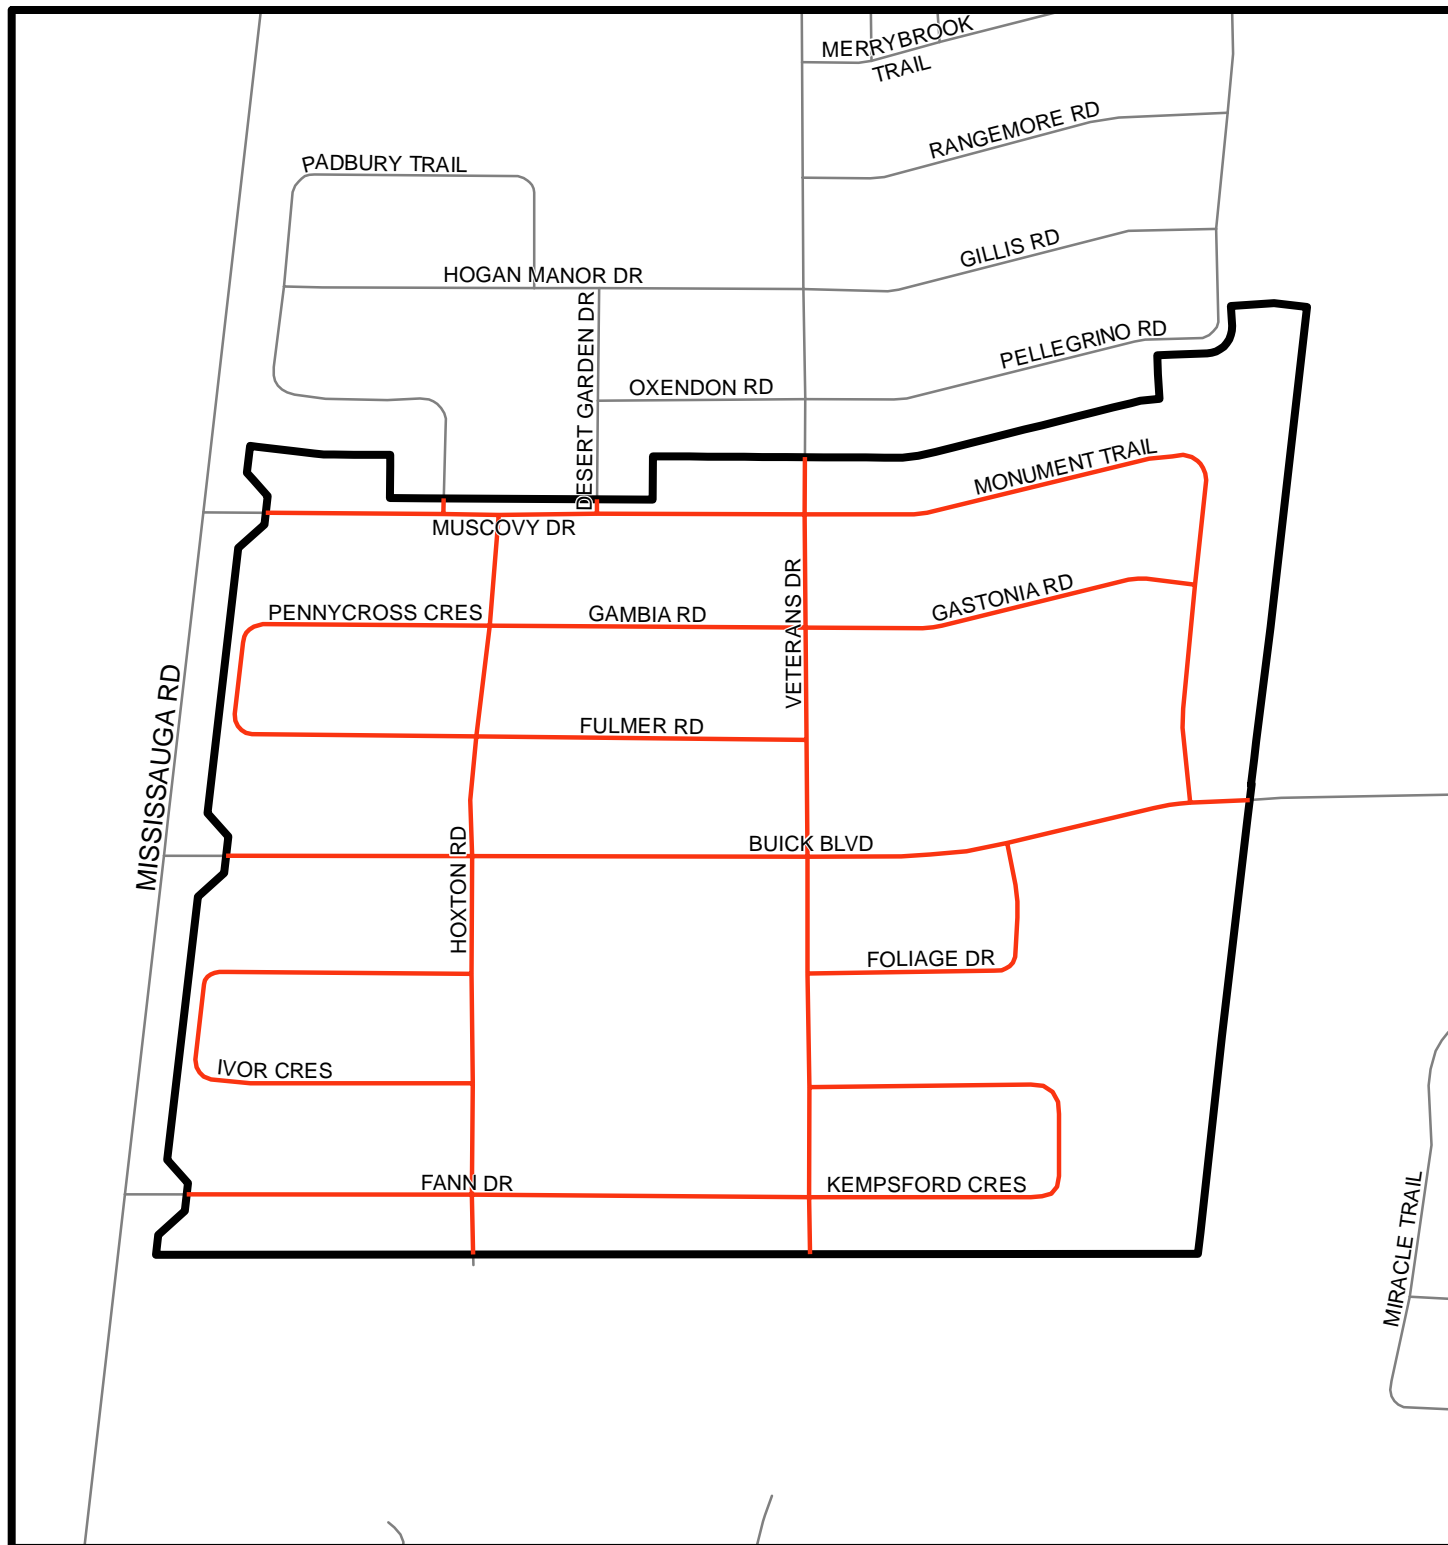 MERRYBROOK
TRAIL
RANGEMORE RD
PADBURY TRAIL
GILLIS RD
HOGAN MANOR DR
DESERT GARDEN DR
PELLEGRINO RD
OXENDON RD
MONUMENT TRAIL
MUSCOVY DR
VETERANS DR
GASTONIA RD
PENNYCROSS CRES
GAMBIA RD
MISSISSAUGA RD
FULMER RD
HOXTON RD
BUICK BLVD
FOLIAGE DR
IVOR CRES
FANN DR
KEMPSFORD CRES
MIRACLE TRAIL